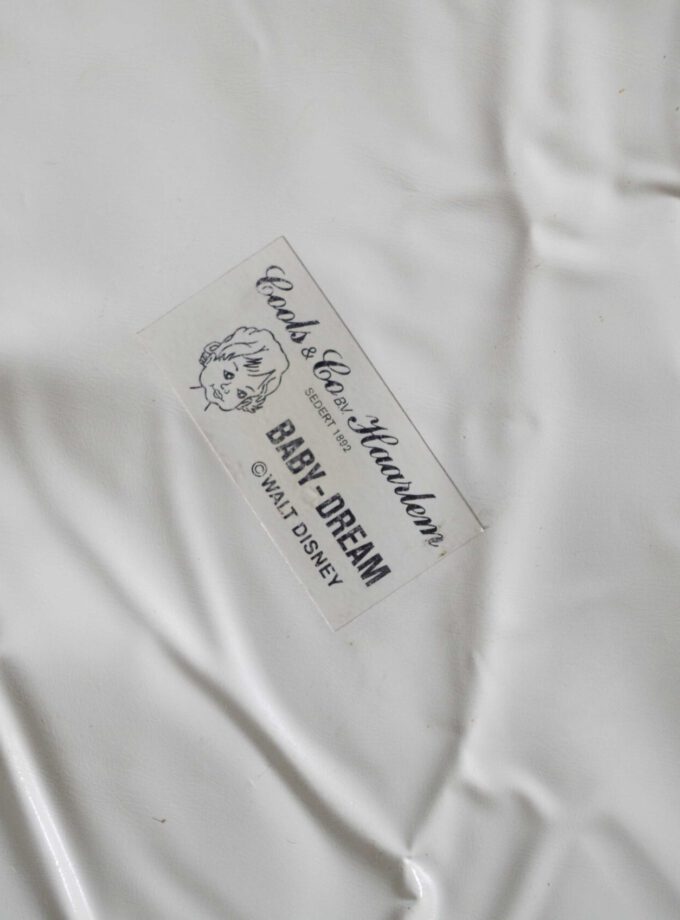 Cools & Co BV. Haarlem
SEDERT 1892
BABY-DREAM
©WALT DISNEY